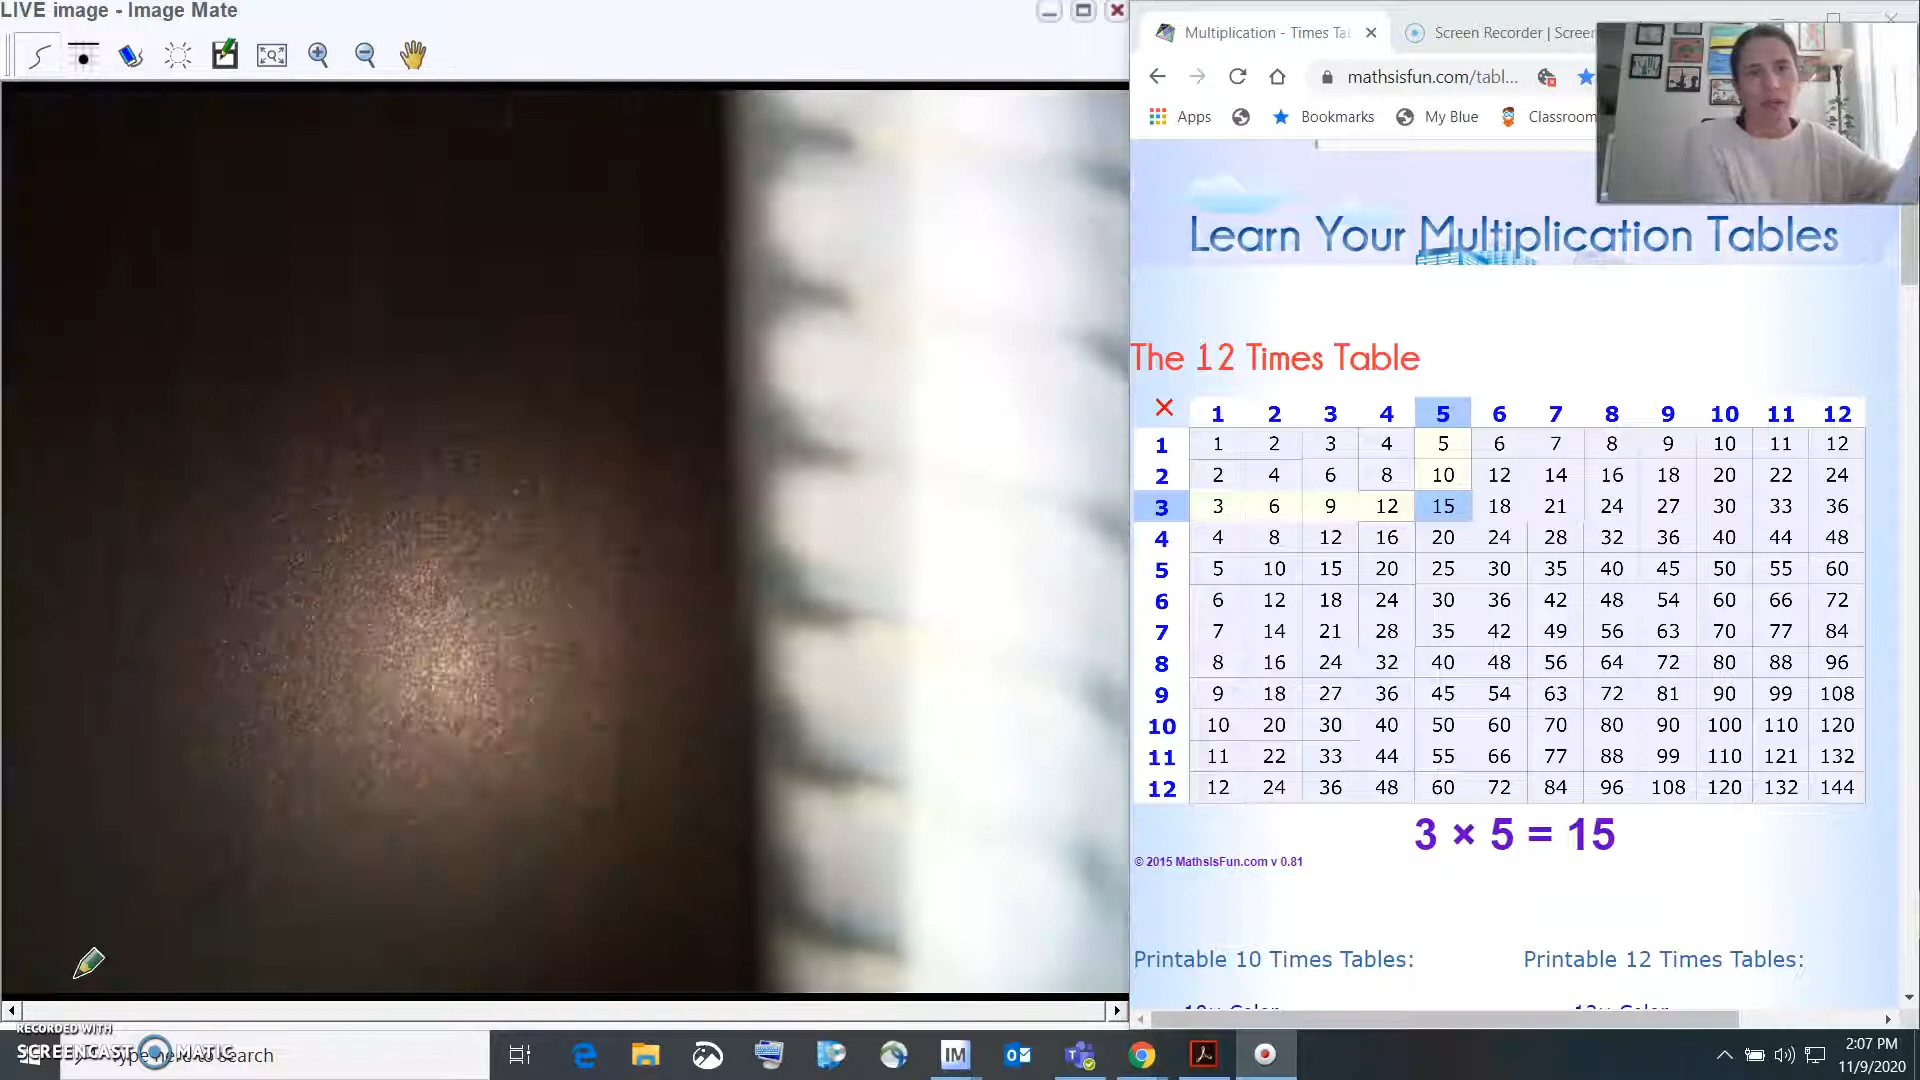 LIVE image - Image Mate
Multiplication - Times Ta
Screen Recorder | Screen
mathsisfun.com/tabl...
Apps
Bookmarks
My Blue
Classroom
Learn Your Multiplication Tables
The 12 Times Table
× 1 2 3 4 5 6 7 8 9 10 11 12
1 1 2 3 4 5 6 7 8 9 10 11 12
2 2 4 6 8 10 12 14 16 18 20 22 24
3 3 6 9 12 15 18 21 24 27 30 33 36
4 4 8 12 16 20 24 28 32 36 40 44 48
5 5 10 15 20 25 30 35 40 45 50 55 60
6 6 12 18 24 30 36 42 48 54 60 66 72
7 7 14 21 28 35 42 49 56 63 70 77 84
8 8 16 24 32 40 48 56 64 72 80 88 96
9 9 18 27 36 45 54 63 72 81 90 99 108
10 10 20 30 40 50 60 70 80 90 100 110 120
11 11 22 33 44 55 66 77 88 99 110 121 132
12 12 24 36 48 60 72 84 96 108 120 132 144
3 × 5 = 15
© 2015 MathsIsFun.com v 0.81
Printable 10 Times Tables:
Printable 12 Times Tables:
RECORDED WITH
SCREENCAST MATIC
Type here to search
IM
2:07 PM
11/9/2020